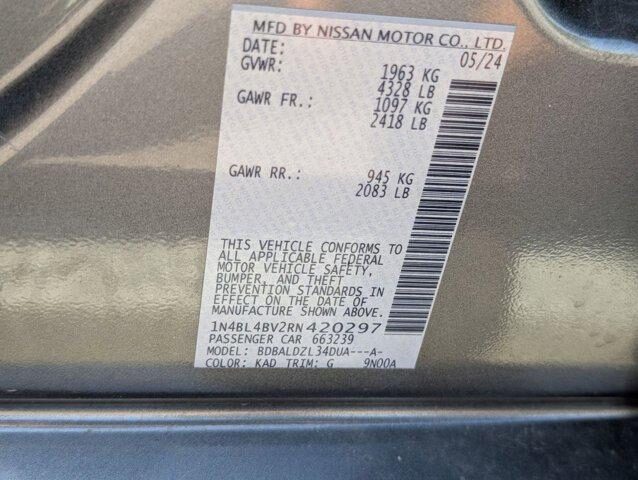 MFD BY NISSAN MOTOR CO., LTD.
DATE: 05/24
GVWR: 1963 KG
4328 LB
GAWR FR.: 1097 KG
2418 LB
GAWR RR.: 945 KG
2083 LB
THIS VEHICLE CONFORMS TO
ALL APPLICABLE FEDERAL
MOTOR VEHICLE SAFETY,
BUMPER, AND THEFT
PREVENTION STANDARDS IN
EFFECT ON THE DATE OF
MANUFACTURE SHOWN ABOVE.
1N4BL4BV2RN420297
PASSENGER CAR 663239
MODEL: BDBALDZL34DUA---A-
COLOR: KAD TRIM: G 9N00A